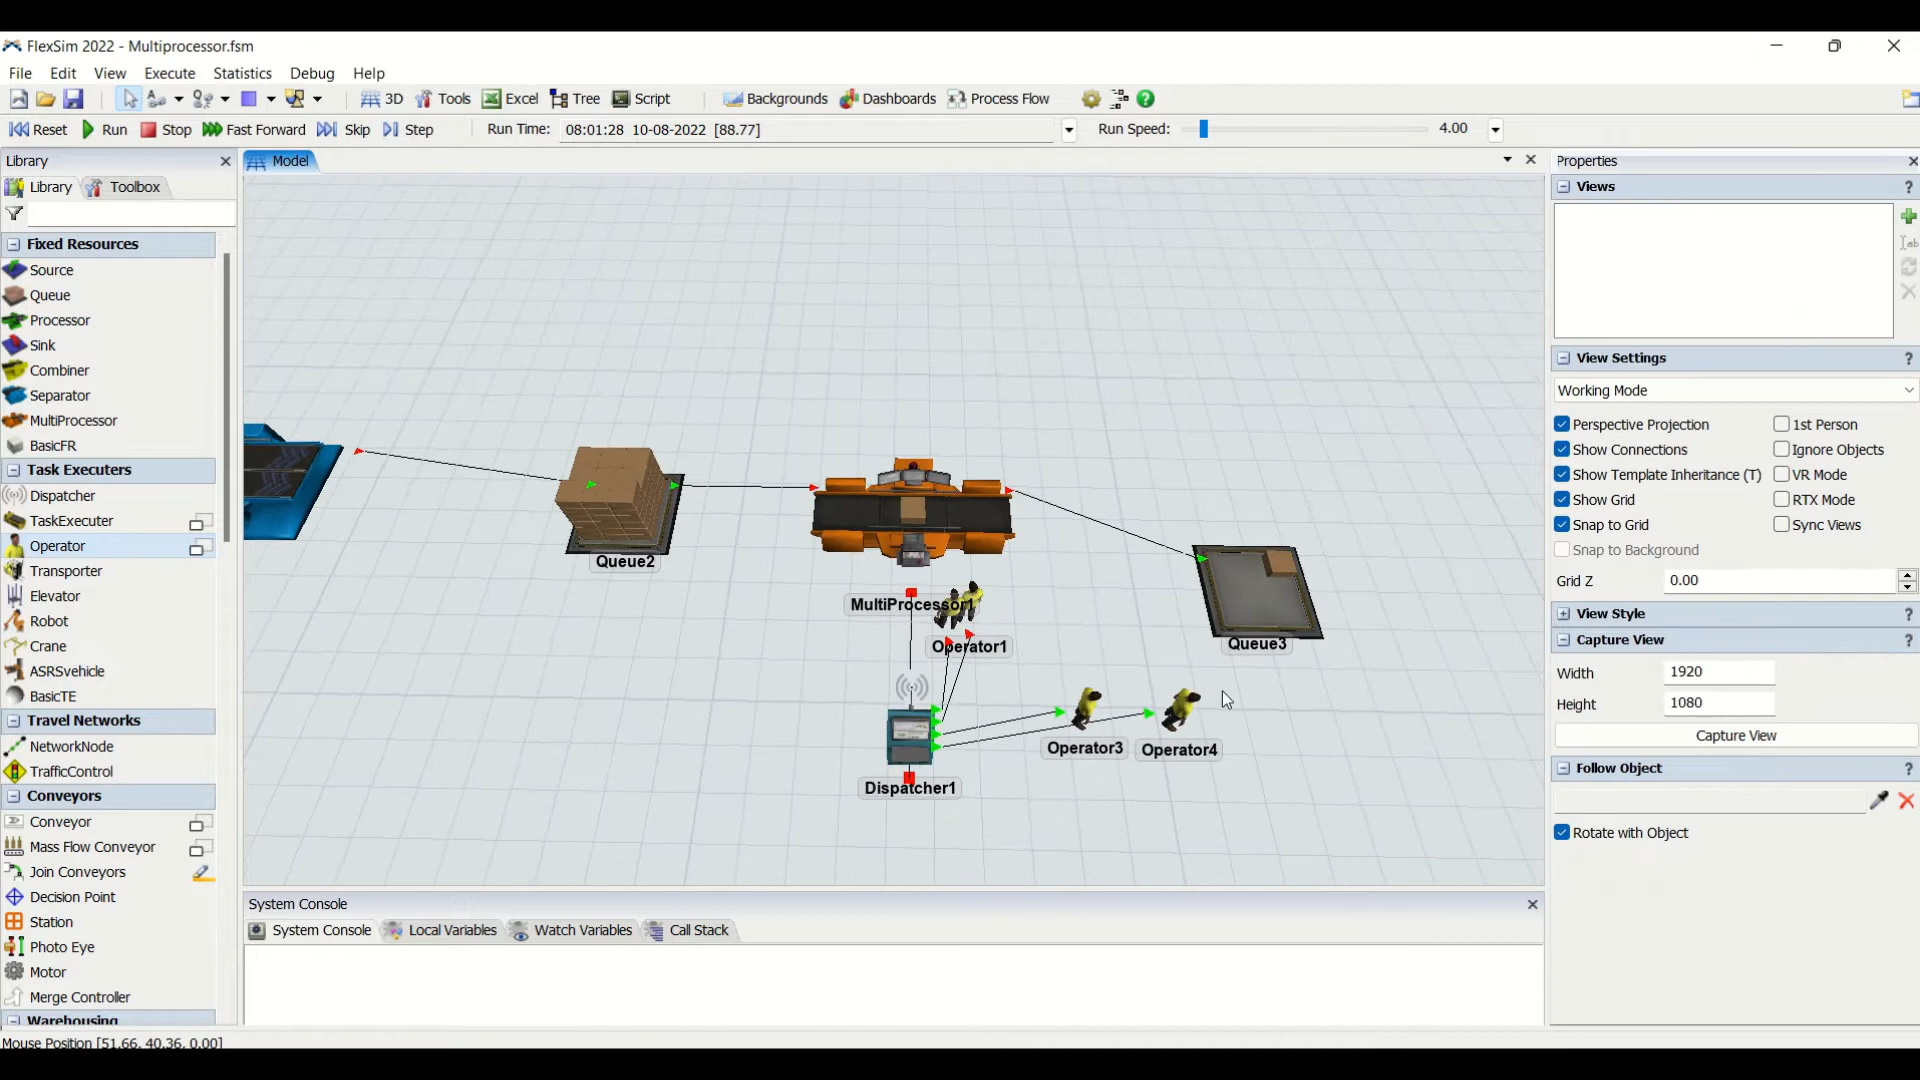 FlexSim 2022 - Multiprocessor.fsm
File Edit View Execute Statistics Debug Help
3D Tools Excel Tree Script Backgrounds Dashboards Process Flow
Reset Run Stop Fast Forward Skip Step Run Time: 08:01:28 10-08-2022 [88.77] Run Speed: 4.00
Library
Library Toolbox
Fixed Resources
Source
Queue
Processor
Sink
Combiner
Separator
MultiProcessor
BasicFR
Task Executers
Dispatcher
TaskExecuter
Operator
Transporter
Elevator
Robot
Crane
ASRSvehicle
BasicTE
Travel Networks
NetworkNode
TrafficControl
Conveyors
Conveyor
Mass Flow Conveyor
Join Conveyors
Decision Point
Station
Photo Eye
Motor
Merge Controller
Warehousing
Model
Queue2
MultiProcessor1
Operator1
Queue3
Operator3 Operator4
Dispatcher1
System Console
System Console Local Variables Watch Variables Call Stack
Properties
Views
View Settings
Working Mode
Perspective Projection 1st Person
Show Connections Ignore Objects
Show Template Inheritance (T) VR Mode
Show Grid RTX Mode
Snap to Grid Sync Views
Snap to Background
Grid Z 0.00
View Style
Capture View
Width 1920
Height 1080
Capture View
Follow Object
Rotate with Object
Mouse Position [51.66, 40.36, 0.00]